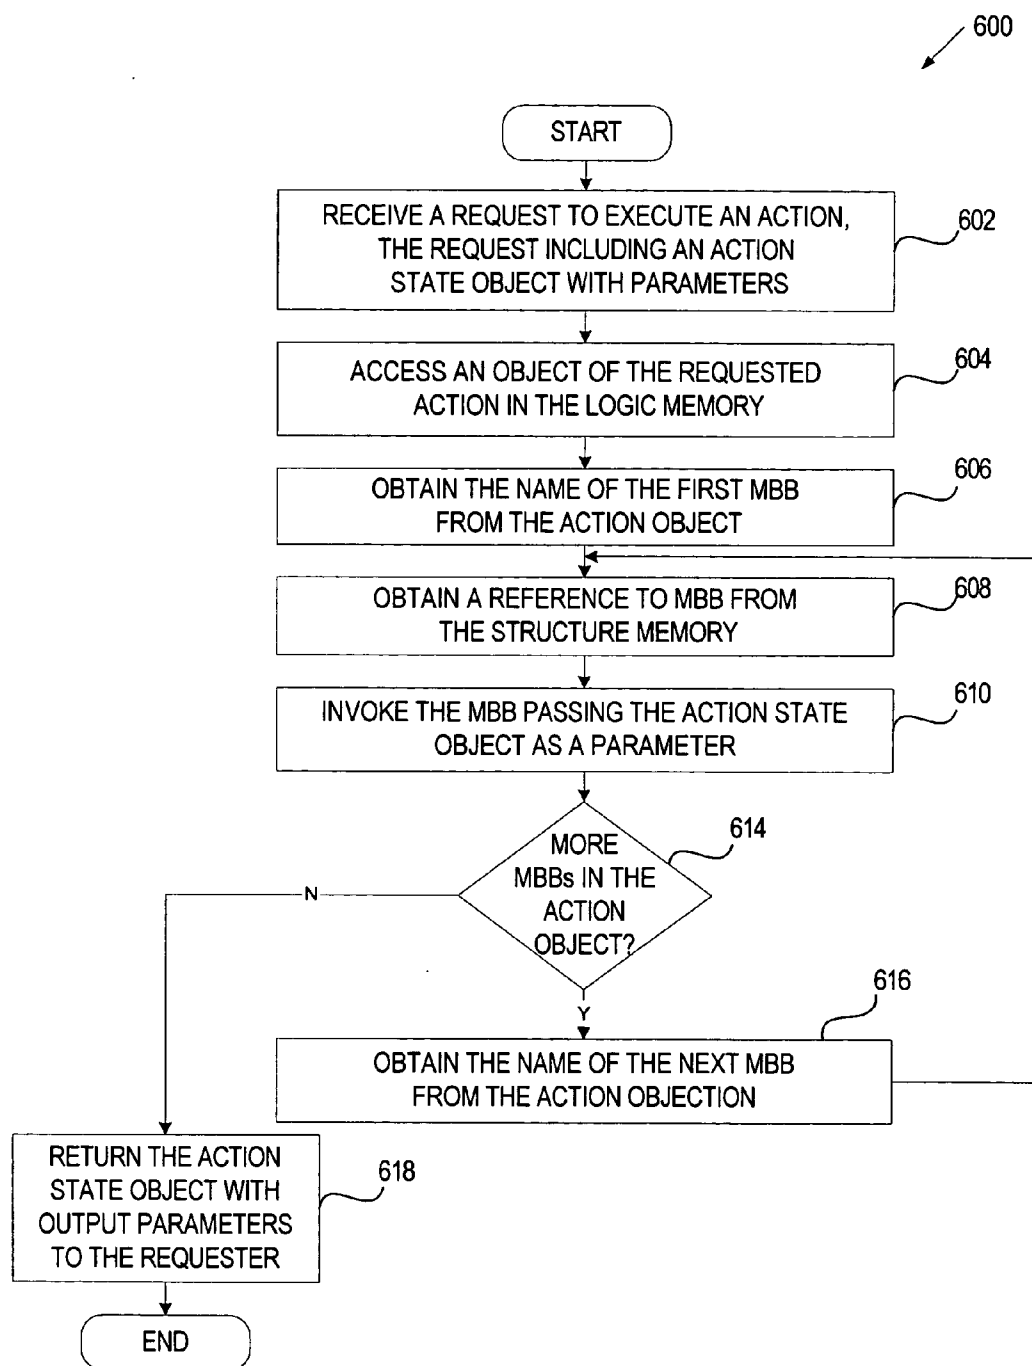 600
START
RECEIVE A REQUEST TO EXECUTE AN ACTION,
THE REQUEST INCLUDING AN ACTION
STATE OBJECT WITH PARAMETERS
602
ACCESS AN OBJECT OF THE REQUESTED
ACTION IN THE LOGIC MEMORY
604
OBTAIN THE NAME OF THE FIRST MBB
FROM THE ACTION OBJECT
606
OBTAIN A REFERENCE TO MBB FROM
THE STRUCTURE MEMORY
608
INVOKE THE MBB PASSING THE ACTION STATE
OBJECT AS A PARAMETER
610
MORE
MBBs IN THE
ACTION
OBJECT?
614
N
Y
616
OBTAIN THE NAME OF THE NEXT MBB
FROM THE ACTION OBJECTION
RETURN THE ACTION
STATE OBJECT WITH
OUTPUT PARAMETERS
TO THE REQUESTER
618
END